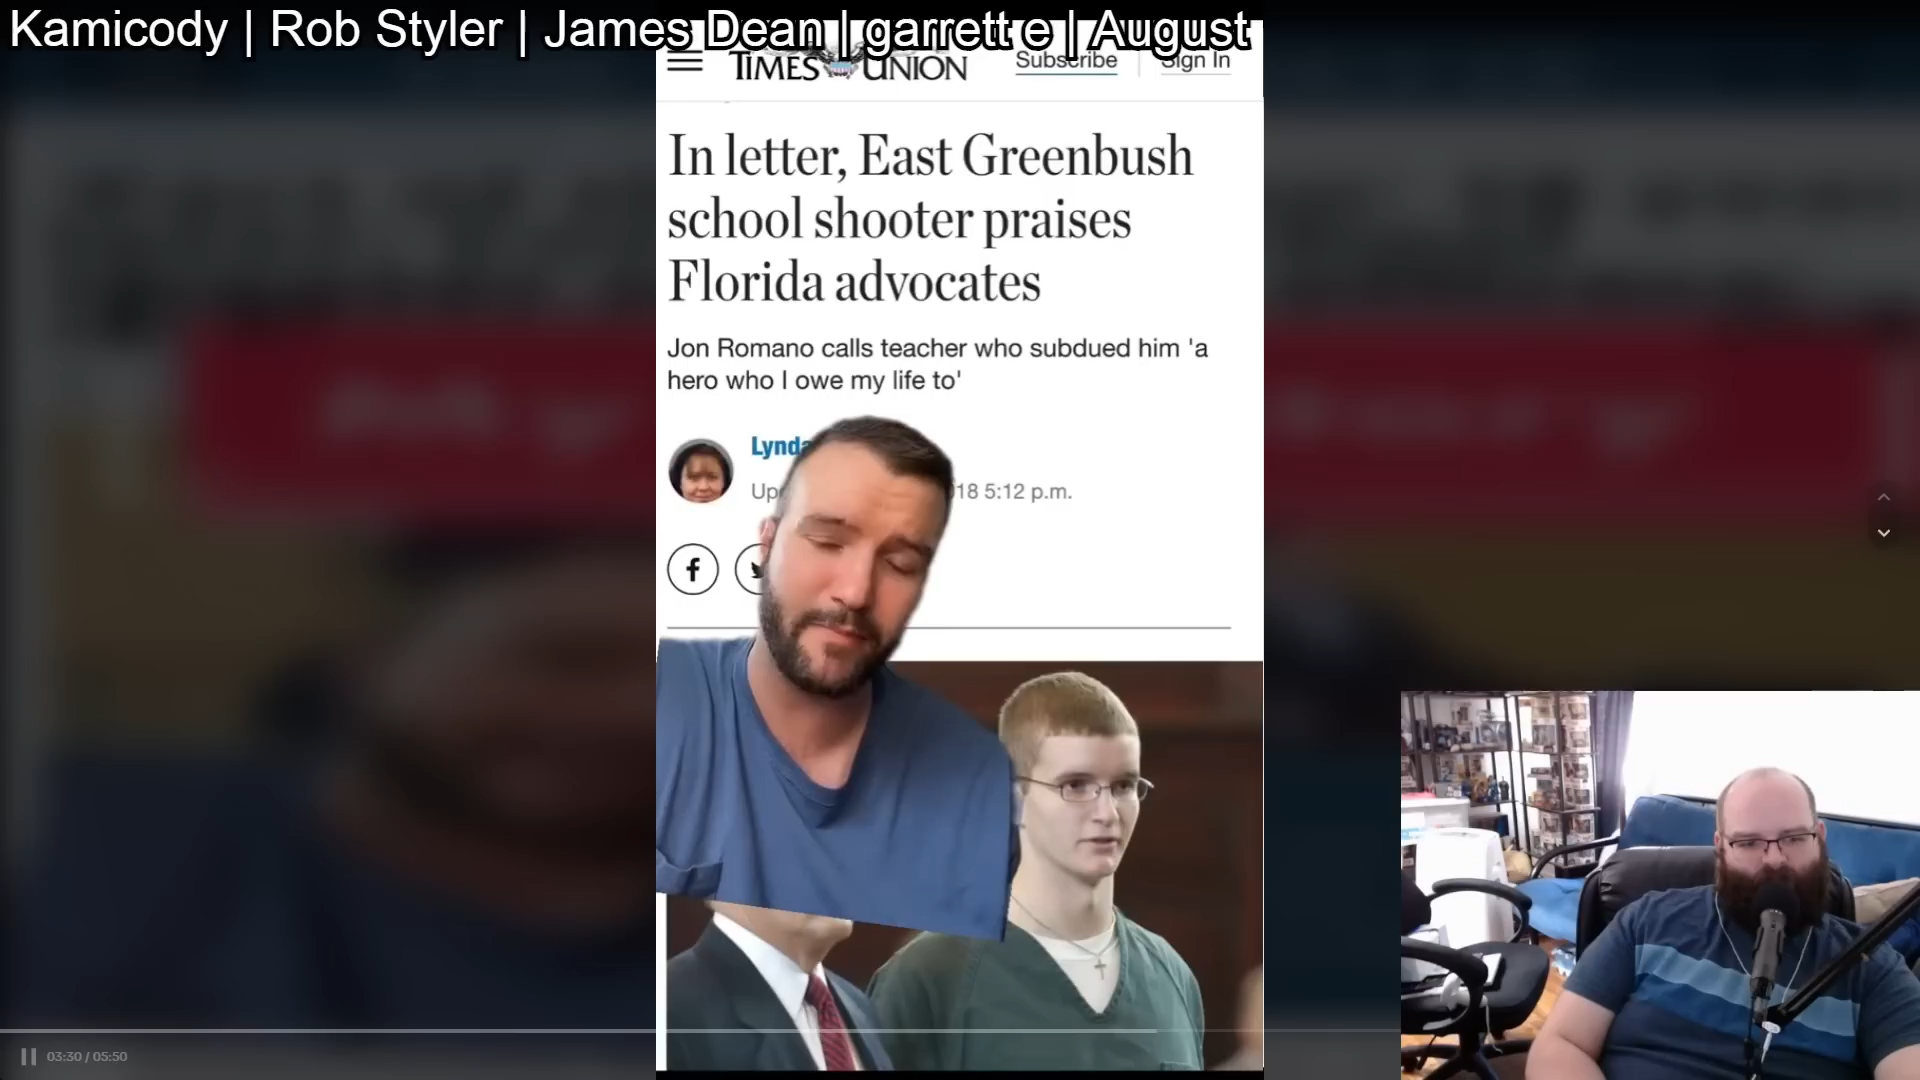 Kamicody | Rob Styler | James Dean | garrett e | August
TIMES UNION
Subscribe
Sign In
In letter, East Greenbush
school shooter praises
Florida advocates
Jon Romano calls teacher who subdued him 'a
hero who I owe my life to'
Lynda
Up 18 5:12 p.m.
f
03:30 / 05:50